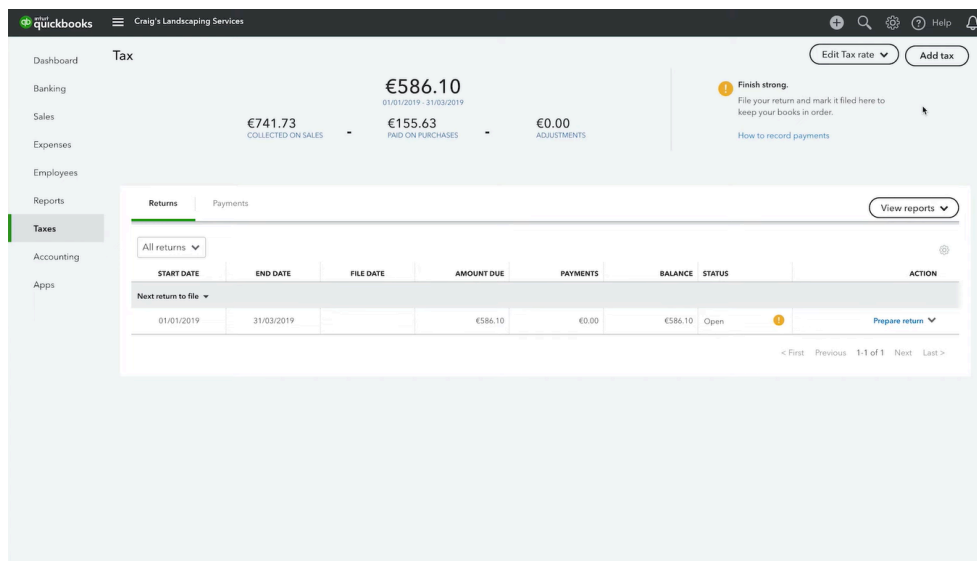 intuit quickbooks
Craig's Landscaping Services
Help
Dashboard
Banking
Sales
Expenses
Employees
Reports
Taxes
Accounting
Apps
Tax
Edit Tax rate
Add tax
€586.10
01/01/2019 - 31/03/2019
€741.73 - €155.63 - €0.00
COLLECTED ON SALES PAID ON PURCHASES ADJUSTMENTS
Finish strong.
File your return and mark it filed here to
keep your books in order.
How to record payments
Returns Payments
View reports
All returns
START DATE END DATE FILE DATE AMOUNT DUE PAYMENTS BALANCE STATUS ACTION
Next return to file
01/01/2019 31/03/2019 €586.10 €0.00 €586.10 Open Prepare return
< First Previous 1-1 of 1 Next Last >